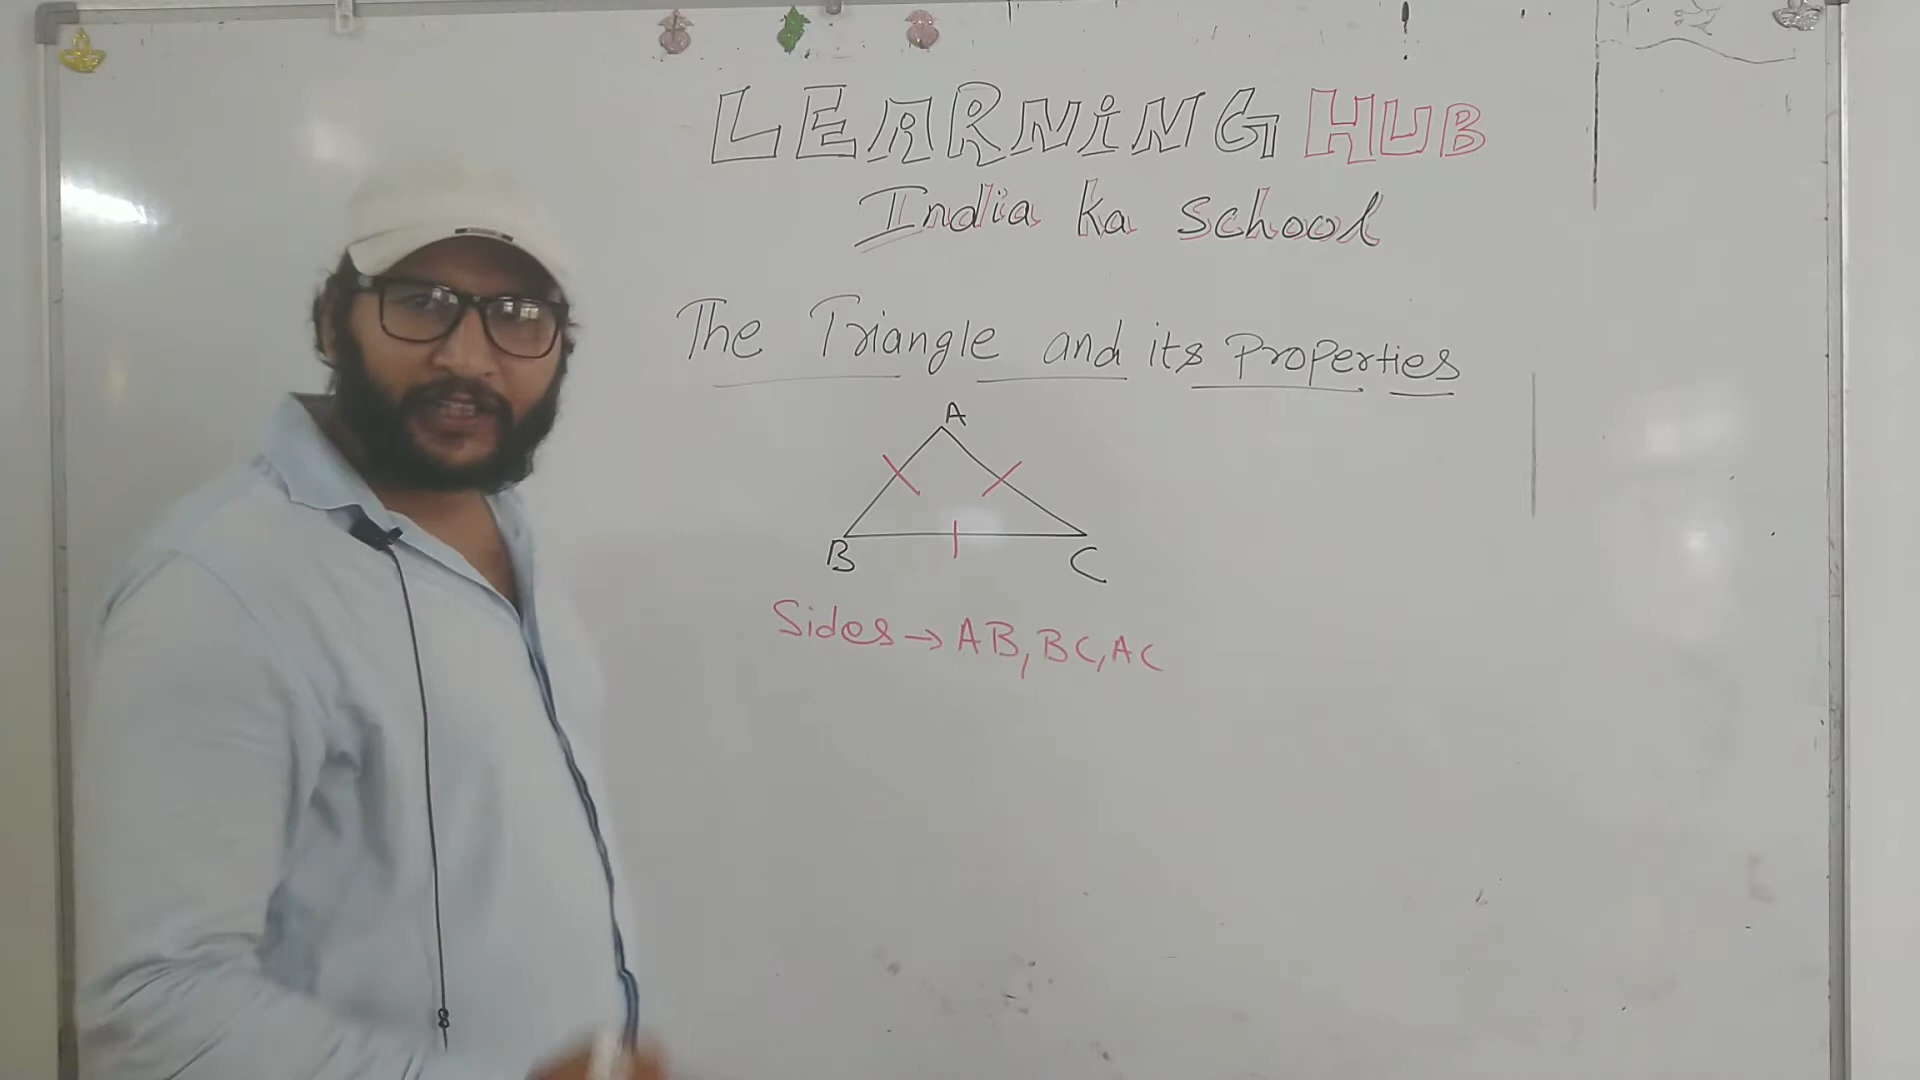 LEARNiNG HUB
India ka School
The Triangle and its Properties
A
B C
Sides → AB, BC, AC